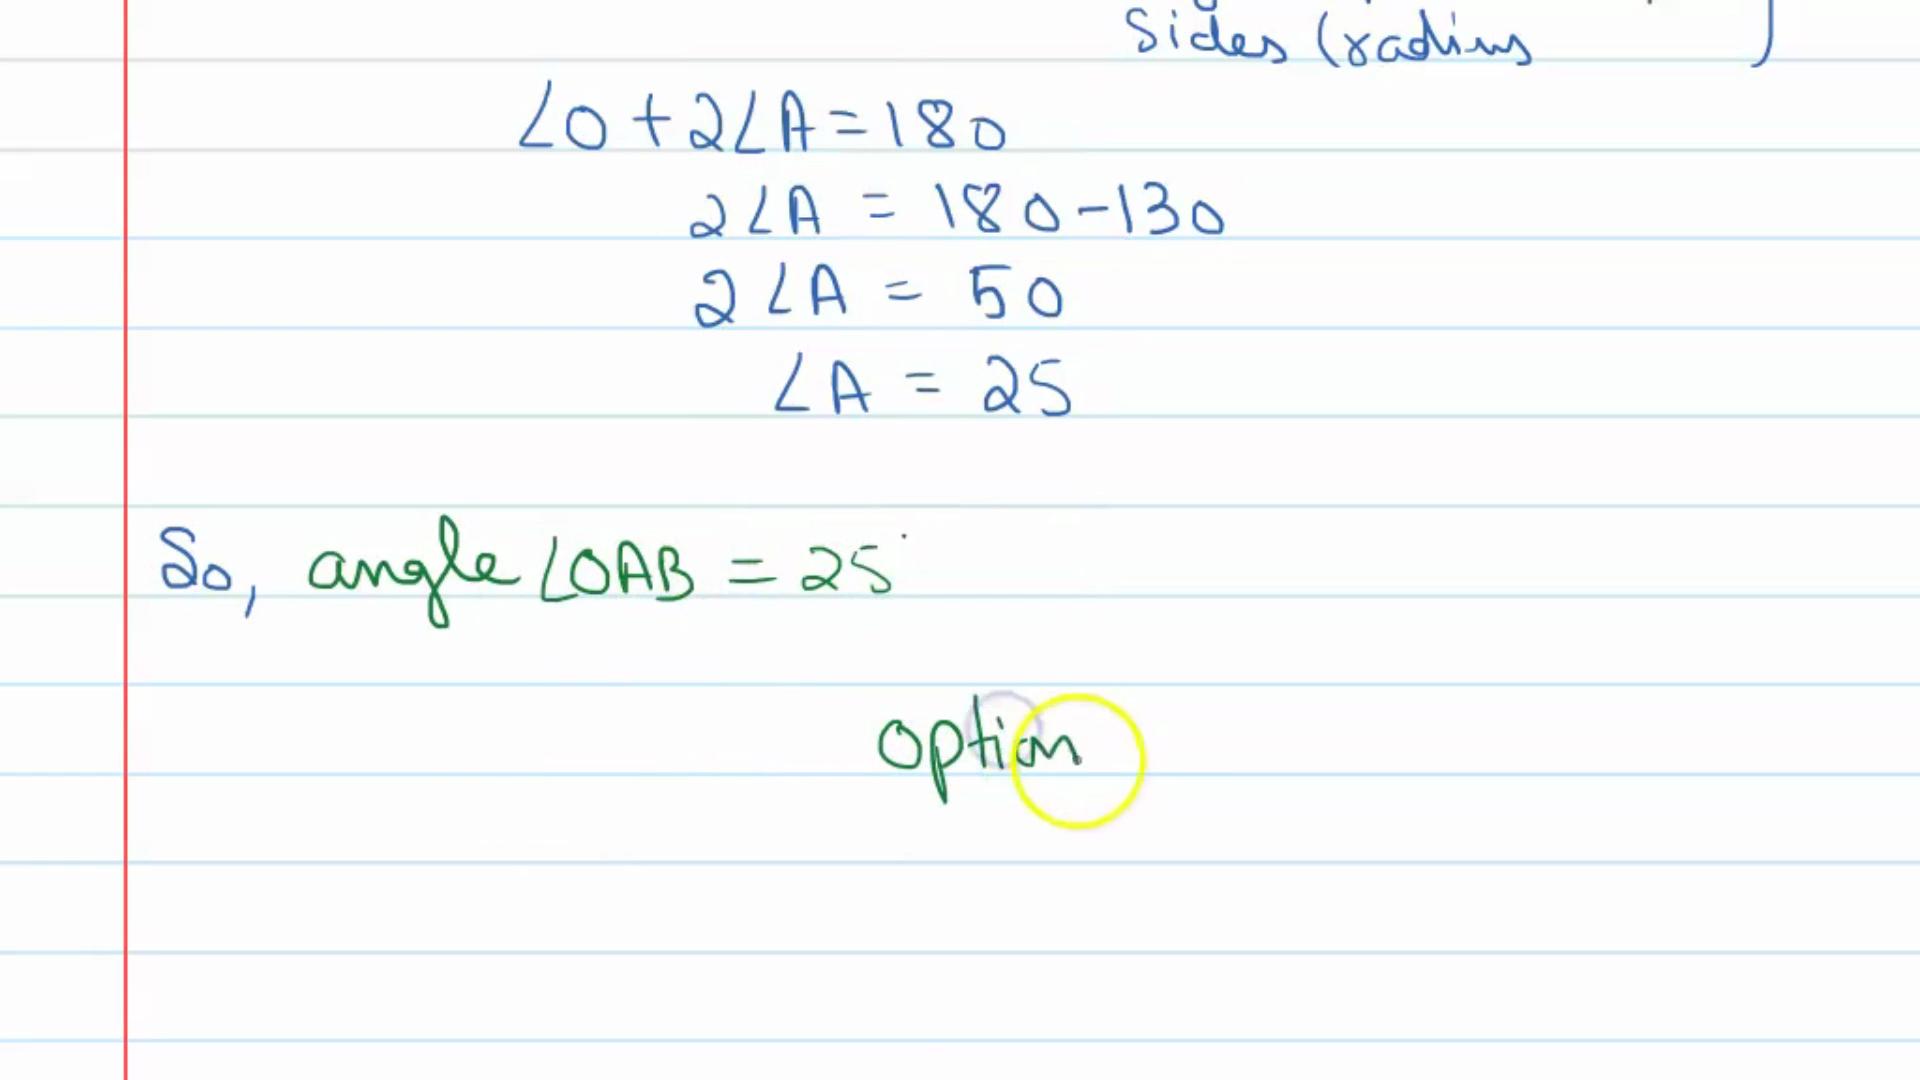 Sides (radius )
∠O + 2∠A = 180
2∠A = 180 - 130
2∠A = 50
∠A = 25
So, angle ∠OAB = 25°
option